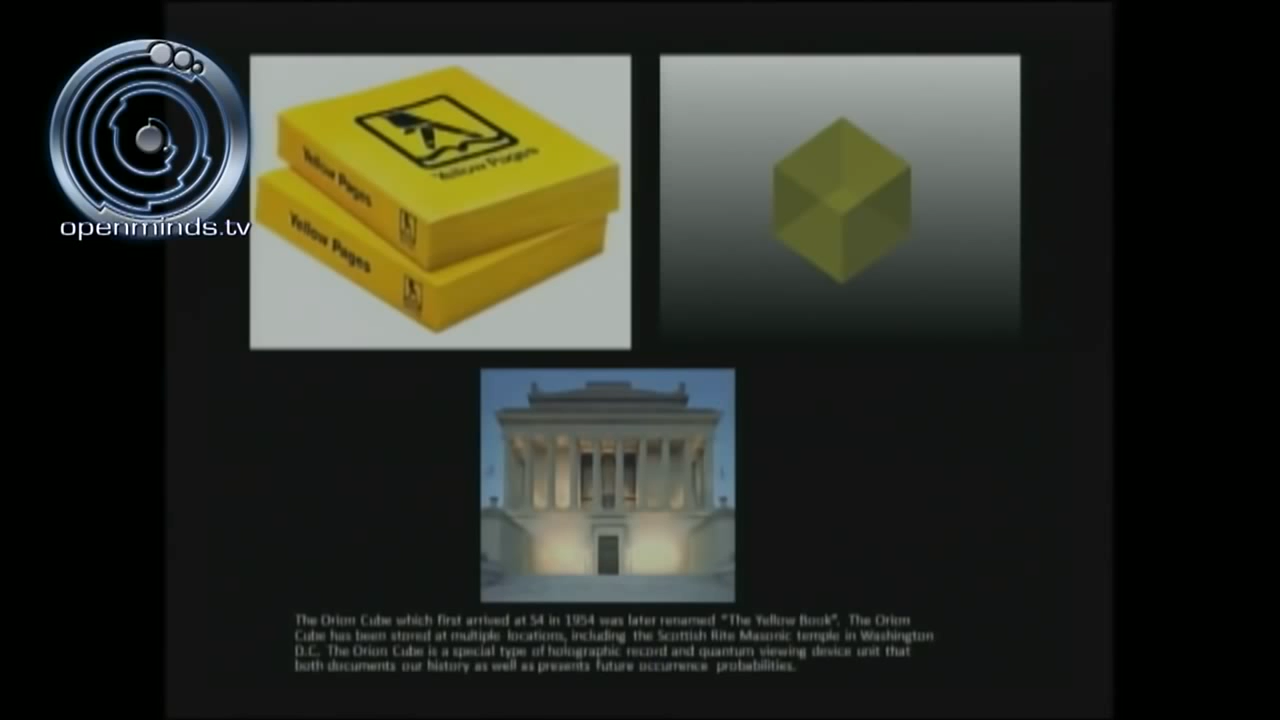 openminds.tv
Yellow Pages
Yellow Pages
Yellow Pages
The Orion Cube which first arrived at S4 in 1954 was later renamed "The Yellow Book". The Orion
Cube has been stored at multiple locations, including the Scottish Rite Masonic temple in Washington
D.C. The Orion Cube is a special type of holographic record and quantum viewing device unit that
both documents our history as well as presents future occurrence probabilities.